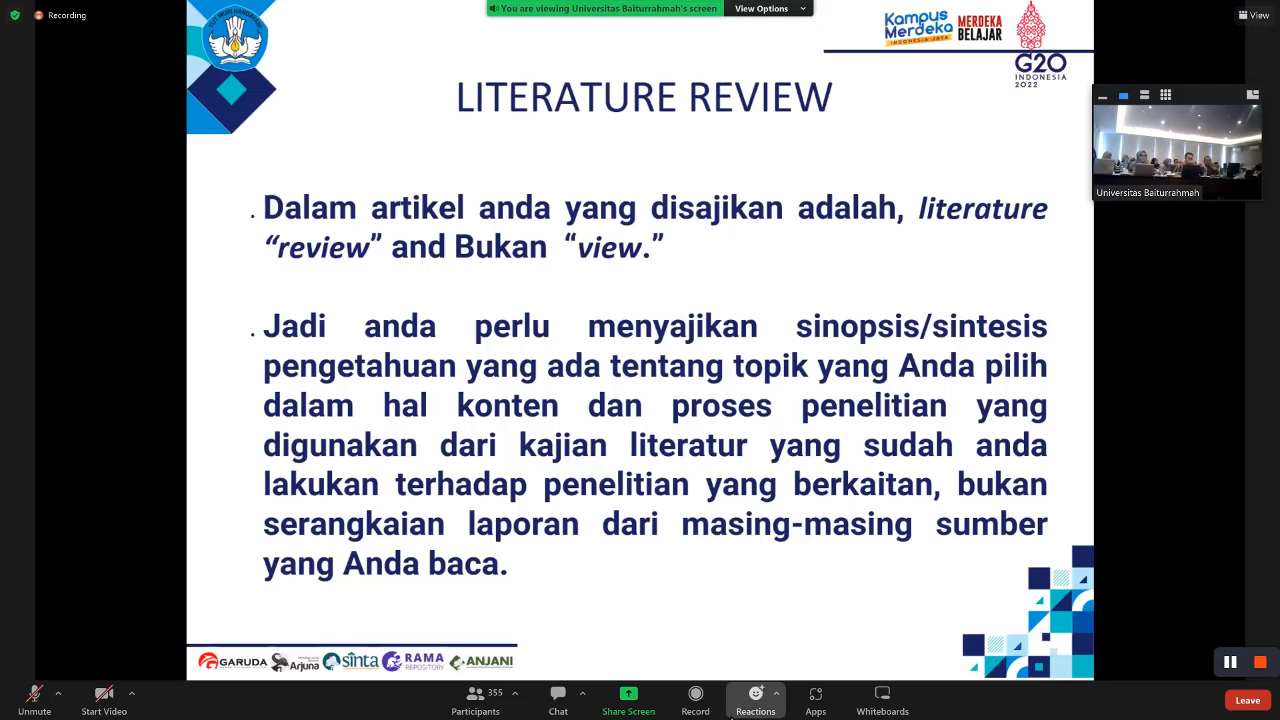 Recording
You are viewing Universitas Baiturrahmah's screen
View Options
View
Kampus Merdeka
INDONESIA JAYA
MERDEKA BELAJAR
G20
INDONESIA
2022
LITERATURE REVIEW
Universitas Baiturrahmah
. Dalam artikel anda yang disajikan adalah, literature
“review” and Bukan “view.”
. Jadi anda perlu menyajikan sinopsis/sintesis
pengetahuan yang ada tentang topik yang Anda pilih
dalam hal konten dan proses penelitian yang
digunakan dari kajian literatur yang sudah anda
lakukan terhadap penelitian yang berkaitan, bukan
serangkaian laporan dari masing-masing sumber
yang Anda baca.
GARUDA
Arjuna
sinta
RAMA
REPOSITORY
ANJANI
Unmute
Start Video
355
Participants
Chat
Share Screen
Record
Reactions
Apps
Whiteboards
Leave